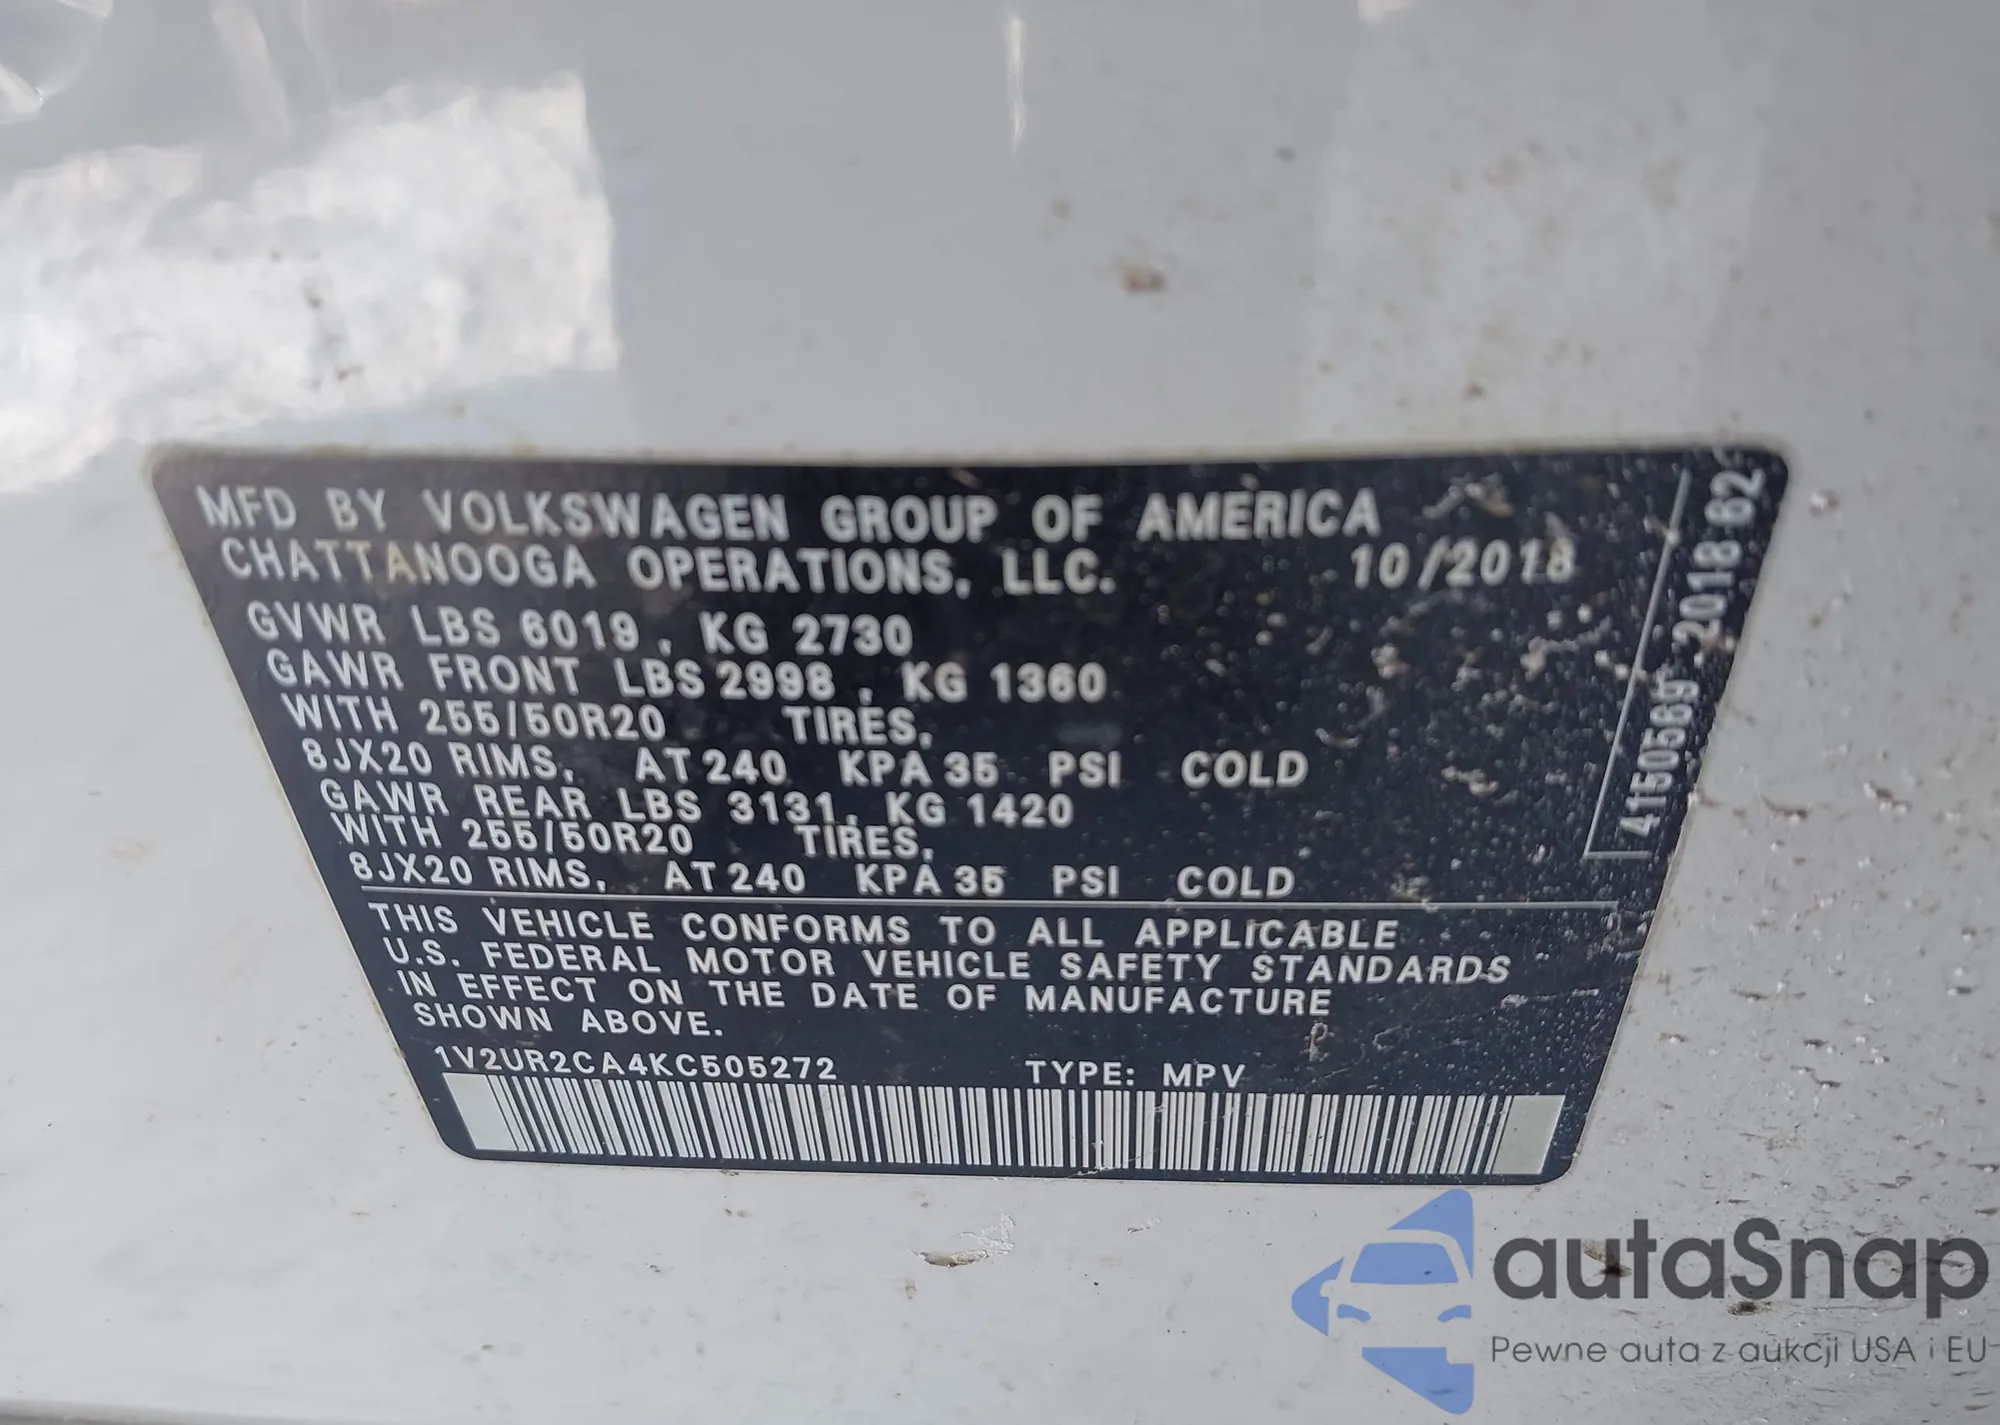 MFD BY VOLKSWAGEN GROUP OF AMERICA
CHATTANOOGA OPERATIONS, LLC. 10/2018
GVWR LBS 6019 , KG 2730
GAWR FRONT LBS 2998 , KG 1360
WITH 255/50R20 TIRES,
8JX20 RIMS, AT 240 KPA 35 PSI COLD
GAWR REAR LBS 3131, KG 1420
WITH 255/50R20 TIRES,
8JX20 RIMS, AT 240 KPA 35 PSI COLD
THIS VEHICLE CONFORMS TO ALL APPLICABLE
U.S. FEDERAL MOTOR VEHICLE SAFETY STANDARDS
IN EFFECT ON THE DATE OF MANUFACTURE
SHOWN ABOVE.
1V2UR2CA4KC505272 TYPE: MPV
4150589 2018 62
autaSnap
Pewne auta z aukcji USA i EU